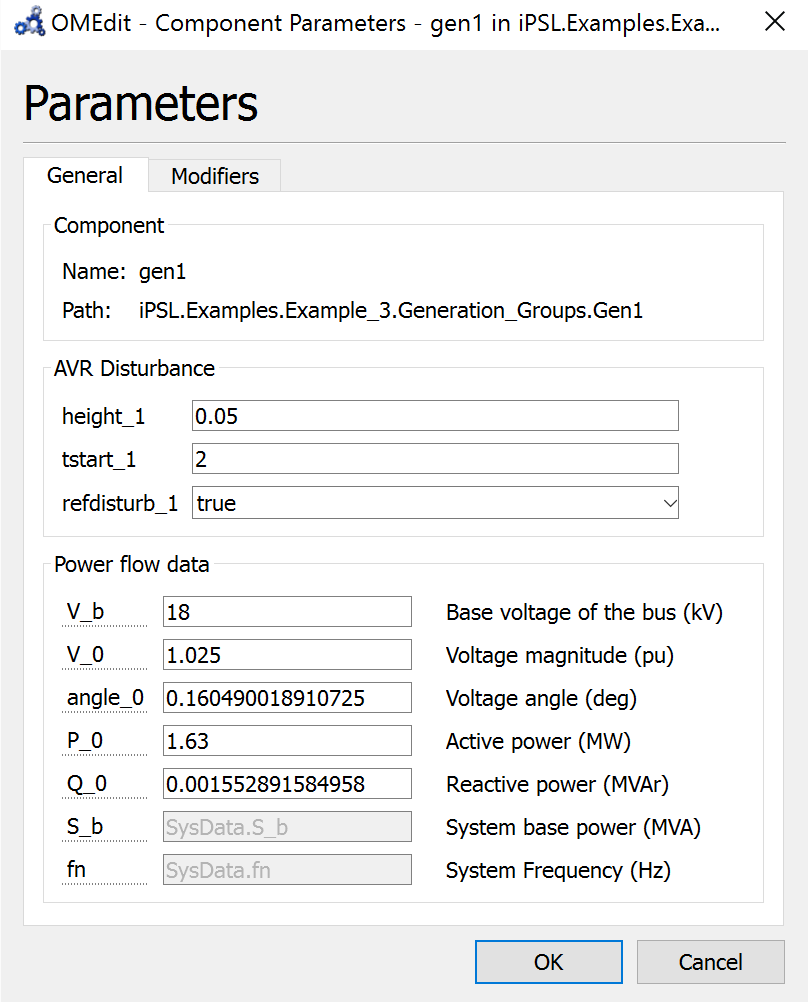 OMEdit - Component Parameters - gen1 in iPSL.Examples.Exa...
Parameters
General Modifiers
Component
Name: gen1
Path: iPSL.Examples.Example_3.Generation_Groups.Gen1
AVR Disturbance
height_1 0.05
tstart_1 2
refdisturb_1 true
Power flow data
V_b 18 Base voltage of the bus (kV)
V_0 1.025 Voltage magnitude (pu)
angle_0 0.160490018910725 Voltage angle (deg)
P_0 1.63 Active power (MW)
Q_0 0.001552891584958 Reactive power (MVAr)
S_b SysData.S_b System base power (MVA)
fn SysData.fn System Frequency (Hz)
OK Cancel